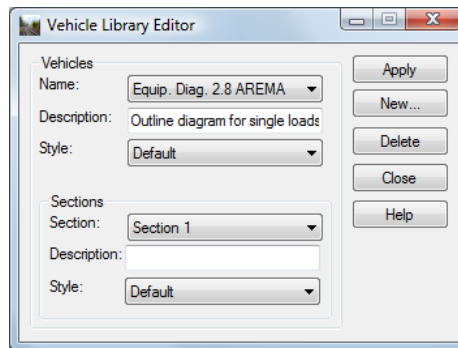 Vehicle Library Editor
Vehicles
Name: Equip. Diag. 2.8 AREMA
Description: Outline diagram for single loads
Style: Default
Sections
Section: Section 1
Description:
Style: Default
Apply
New...
Delete
Close
Help